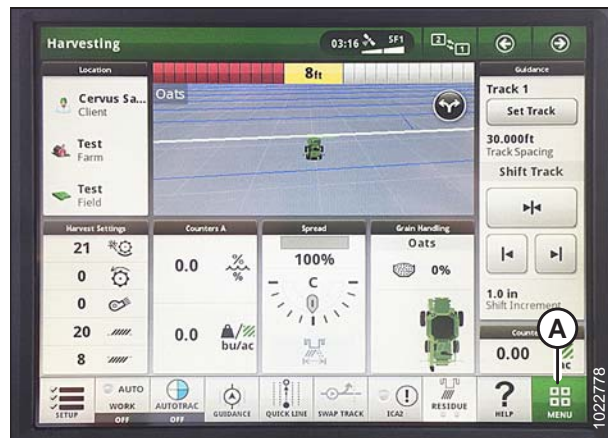 Harvesting
03:16 SF1
2 1
Location
Cervus Sa...
Client
Test
Farm
Test
Field
8ft
Oats
Guidance
Track 1
Set Track
30.000ft
Track Spacing
Shift Track
1.0 in
Shift Increment
Harvest Settings
21
0
0
20
8
Counters A
0.0 %
%
0.0
bu/ac
Spread
100%
C
Grain Handling
Oats
0%
0.00 ac
A
SETUP
AUTO
WORK
OFF
AUTOTRAC
OFF
GUIDANCE
QUICK LINE
SWAP TRACK
ICA2
RESIDUE
HELP
MENU
1022778